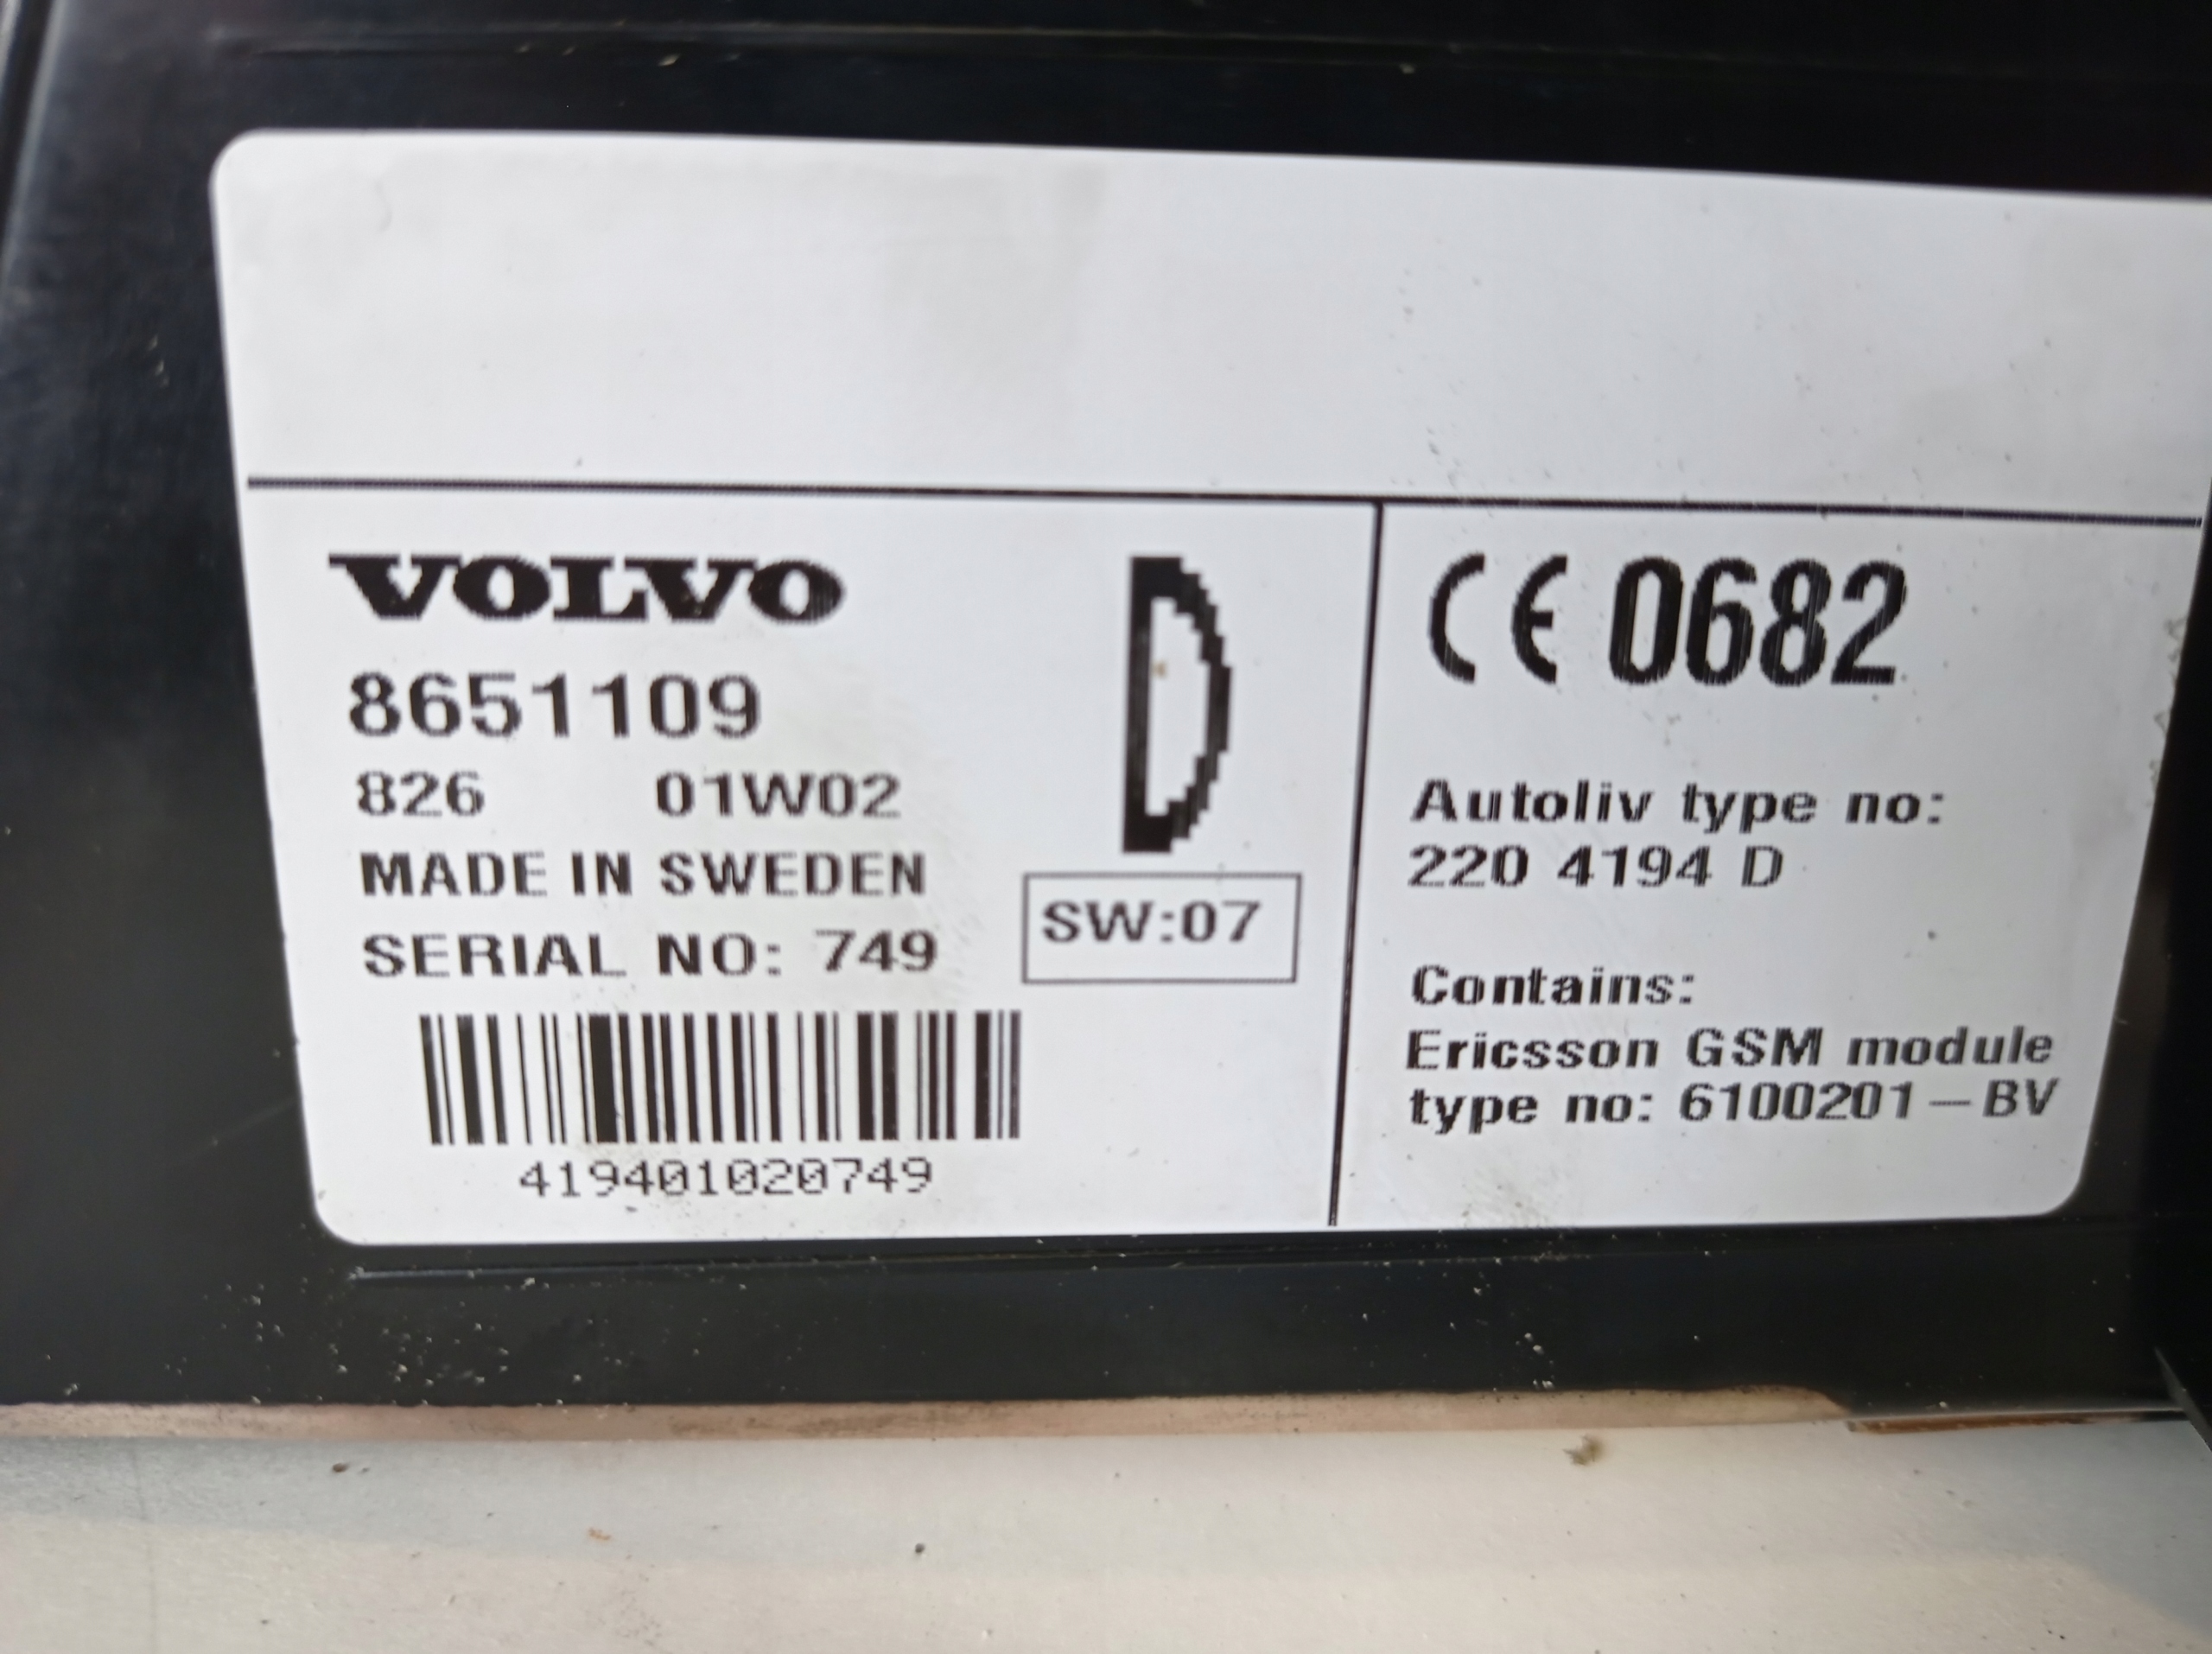 VOLVO
8651109
826 01W02
MADE IN SWEDEN
SERIAL NO: 749
419401020749
D
SW:07
CE 0682
Autoliv type no:
220 4194 D
Contains:
Ericsson GSM module
type no: 6100201-BV